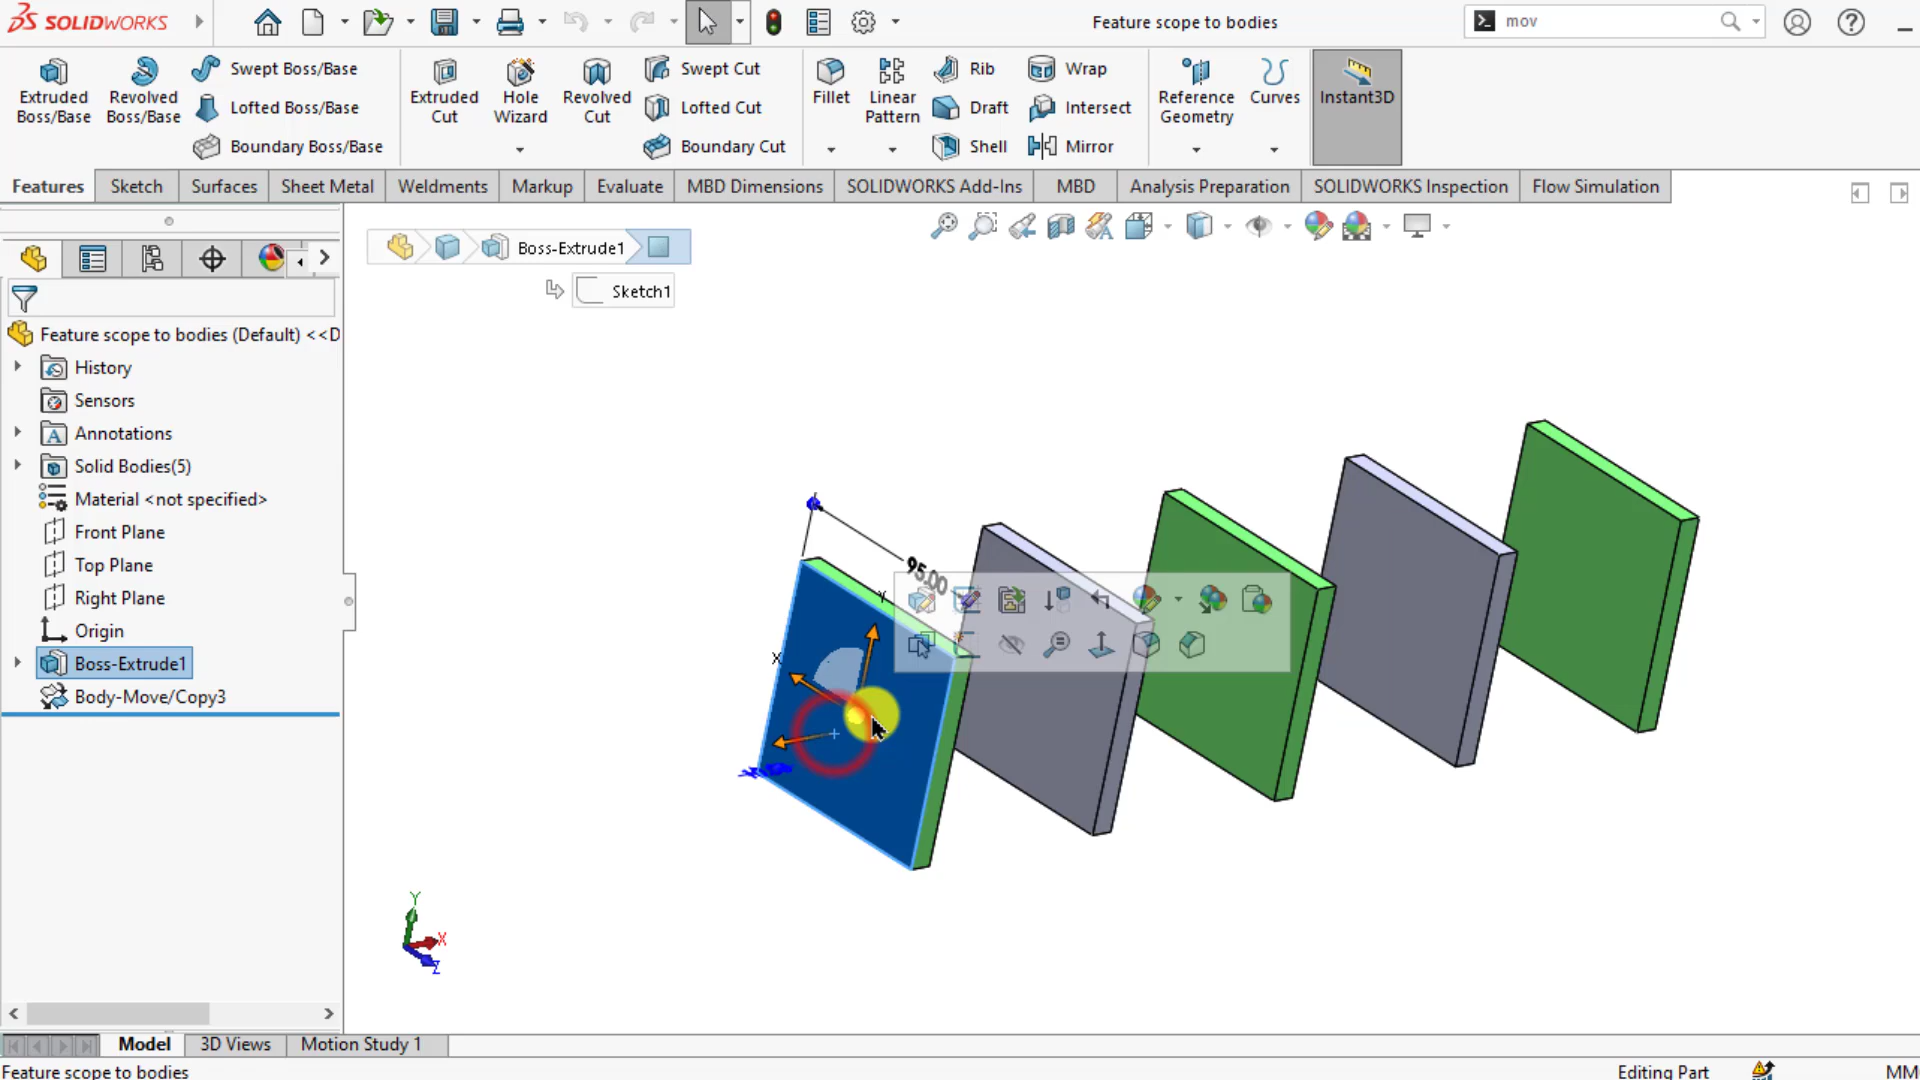 SOLIDWORKS
Feature scope to bodies
mov
Extruded Boss/Base
Revolved Boss/Base
Swept Boss/Base
Lofted Boss/Base
Boundary Boss/Base
Extruded Cut
Hole Wizard
Revolved Cut
Swept Cut
Lofted Cut
Boundary Cut
Fillet
Linear Pattern
Rib
Draft
Shell
Wrap
Intersect
Mirror
Reference Geometry
Curves
Instant3D
Features
Sketch
Surfaces
Sheet Metal
Weldments
Markup
Evaluate
MBD Dimensions
SOLIDWORKS Add-Ins
MBD
Analysis Preparation
SOLIDWORKS Inspection
Flow Simulation
Boss-Extrude1
Sketch1
Feature scope to bodies (Default) <<D
History
Sensors
Annotations
Solid Bodies(5)
Material <not specified>
Front Plane
Top Plane
Right Plane
Origin
Boss-Extrude1
Body-Move/Copy3
95.00
Y
X
Y
X
Z
Model
3D Views
Motion Study 1
Feature scope to bodies
Editing Part
MM